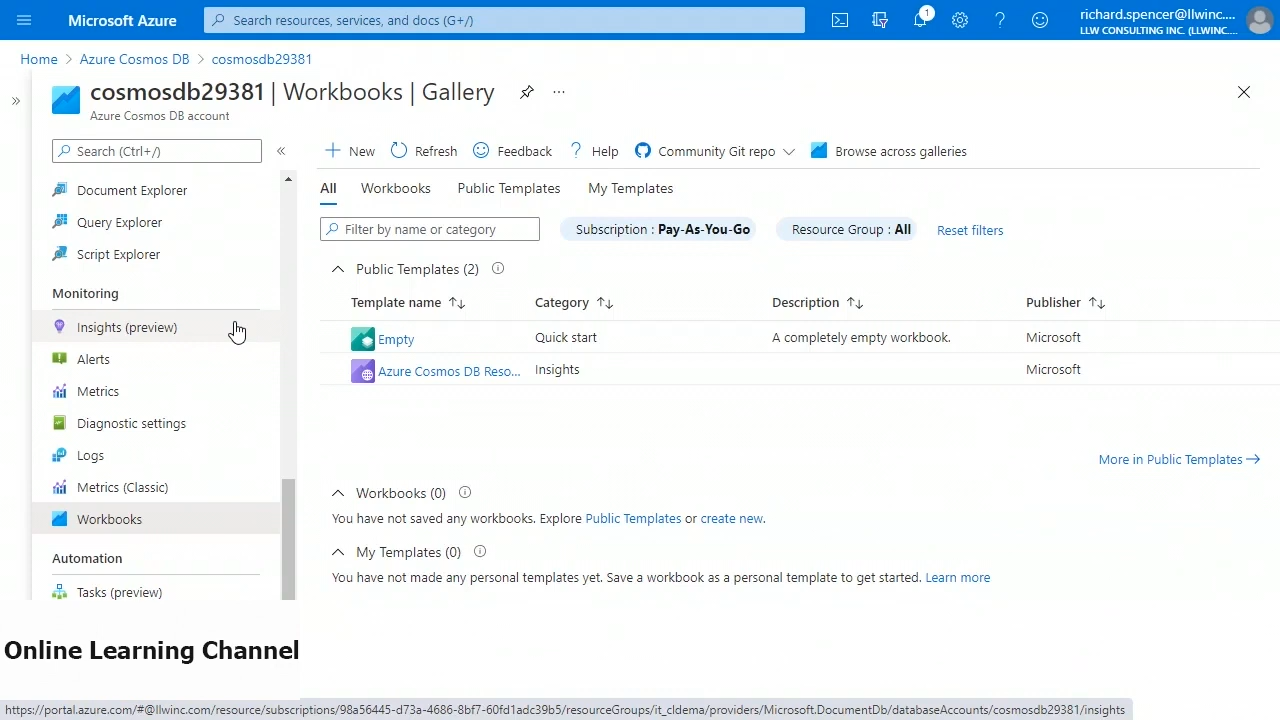 Microsoft Azure
Search resources, services, and docs (G+/)
1
richard.spencer@llwinc....
LLW CONSULTING INC. (LLWINC....
Home > Azure Cosmos DB > cosmosdb29381
cosmosdb29381 | Workbooks | Gallery
Azure Cosmos DB account
Search (Ctrl+/)
Document Explorer
Query Explorer
Script Explorer
Monitoring
Insights (preview)
Alerts
Metrics
Diagnostic settings
Logs
Metrics (Classic)
Workbooks
Automation
Tasks (preview)
New Refresh Feedback Help Community Git repo Browse across galleries
All Workbooks Public Templates My Templates
Filter by name or category Subscription : Pay-As-You-Go Resource Group : All Reset filters
Public Templates (2)
Template name Category Description Publisher
Empty Quick start A completely empty workbook. Microsoft
Azure Cosmos DB Reso... Insights Microsoft
More in Public Templates
Workbooks (0)
You have not saved any workbooks. Explore Public Templates or create new.
My Templates (0)
You have not made any personal templates yet. Save a workbook as a personal template to get started. Learn more
Online Learning Channel
https://portal.azure.com/#@llwinc.com/resource/subscriptions/98a56445-d73a-4686-8bf7-60fd1adc39b5/resourceGroups/it_cldema/providers/Microsoft.DocumentDb/databaseAccounts/cosmosdb29381/insights